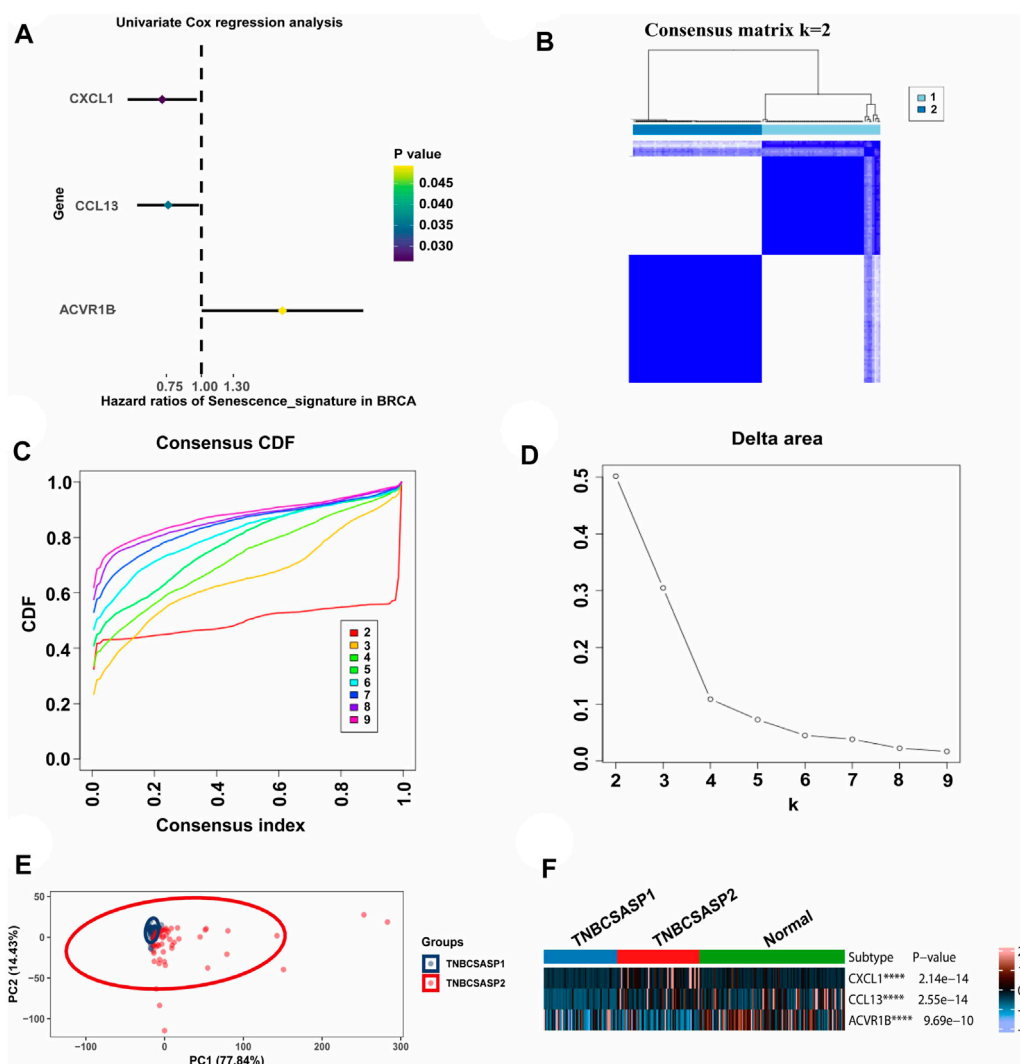 A
Univariate Cox regression analysis
CXCL1
CCL13
ACVR1B
Gene
0.75 1.00 1.30
Hazard ratios of Senescence_signature in BRCA
P value
0.045
0.040
0.035
0.030
B
Consensus matrix k=2
1
2
C
Consensus CDF
1.0
0.8
0.6
0.4
0.2
0.0
CDF
0.0 0.2 0.4 0.6 0.8 1.0
Consensus index
2
3
4
5
6
7
8
9
D
Delta area
0.5
0.3
0.1
0.0
2 3 4 5 6 7 8 9
k
E
50
0
−50
−100
PC2 (14.43%)
−100 0 100 200 300
PC1 (77.84%)
Groups
TNBCSASP1
TNBCSASP2
F
TNBCSASP1
TNBCSASP2
Normal
Subtype P−value
CXCL1**** 2.14e−14
CCL13**** 2.55e−14
ACVR1B**** 9.69e−10